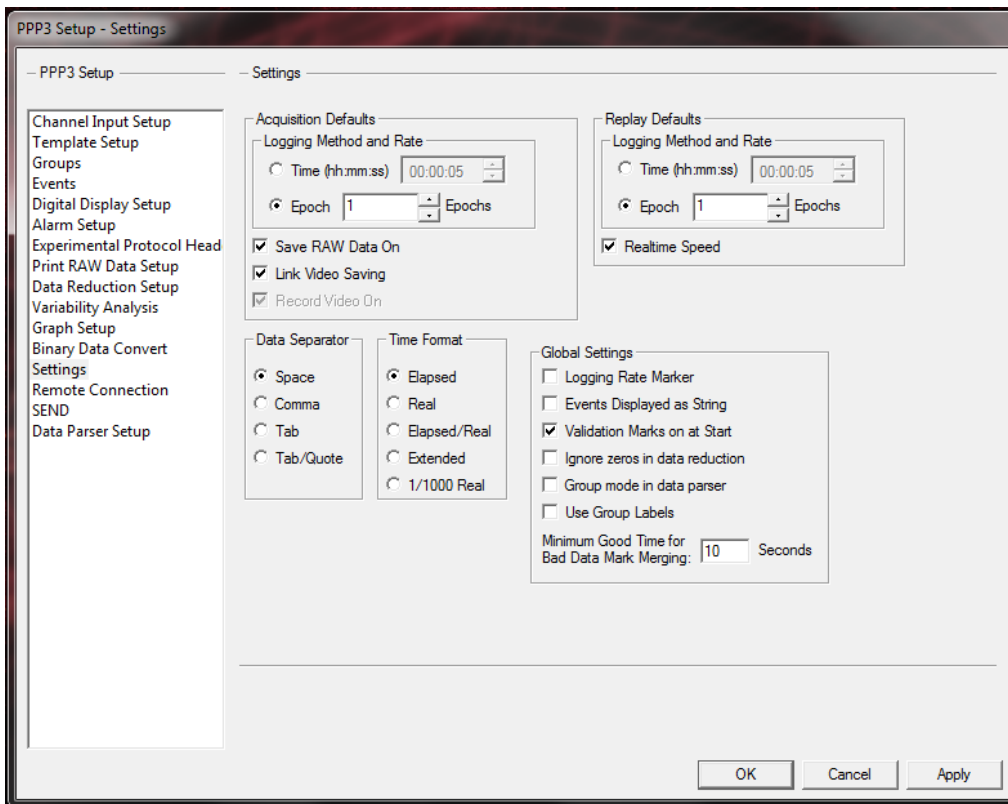 PPP3 Setup - Settings
PPP3 Setup
Channel Input Setup
Template Setup
Groups
Events
Digital Display Setup
Alarm Setup
Experimental Protocol Head
Print RAW Data Setup
Data Reduction Setup
Variability Analysis
Graph Setup
Binary Data Convert
Settings
Remote Connection
SEND
Data Parser Setup
Settings
Acquisition Defaults
Logging Method and Rate
Time (hh:mm:ss) 00:00:05
Epoch 1 Epochs
Save RAW Data On
Link Video Saving
Record Video On
Replay Defaults
Logging Method and Rate
Time (hh:mm:ss) 00:00:05
Epoch 1 Epochs
Realtime Speed
Data Separator
Space
Comma
Tab
Tab/Quote
Time Format
Elapsed
Real
Elapsed/Real
Extended
1/1000 Real
Global Settings
Logging Rate Marker
Events Displayed as String
Validation Marks on at Start
Ignore zeros in data reduction
Group mode in data parser
Use Group Labels
Minimum Good Time for
Bad Data Mark Merging: 10 Seconds
OK Cancel Apply